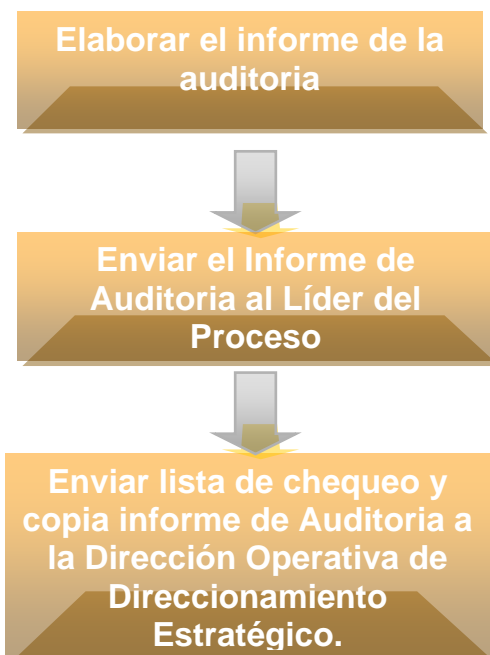 Elaborar el informe de la
auditoria
Enviar el Informe de
Auditoria al Líder del
Proceso
Enviar lista de chequeo y
copia informe de Auditoria a
la Dirección Operativa de
Direccionamiento
Estratégico.